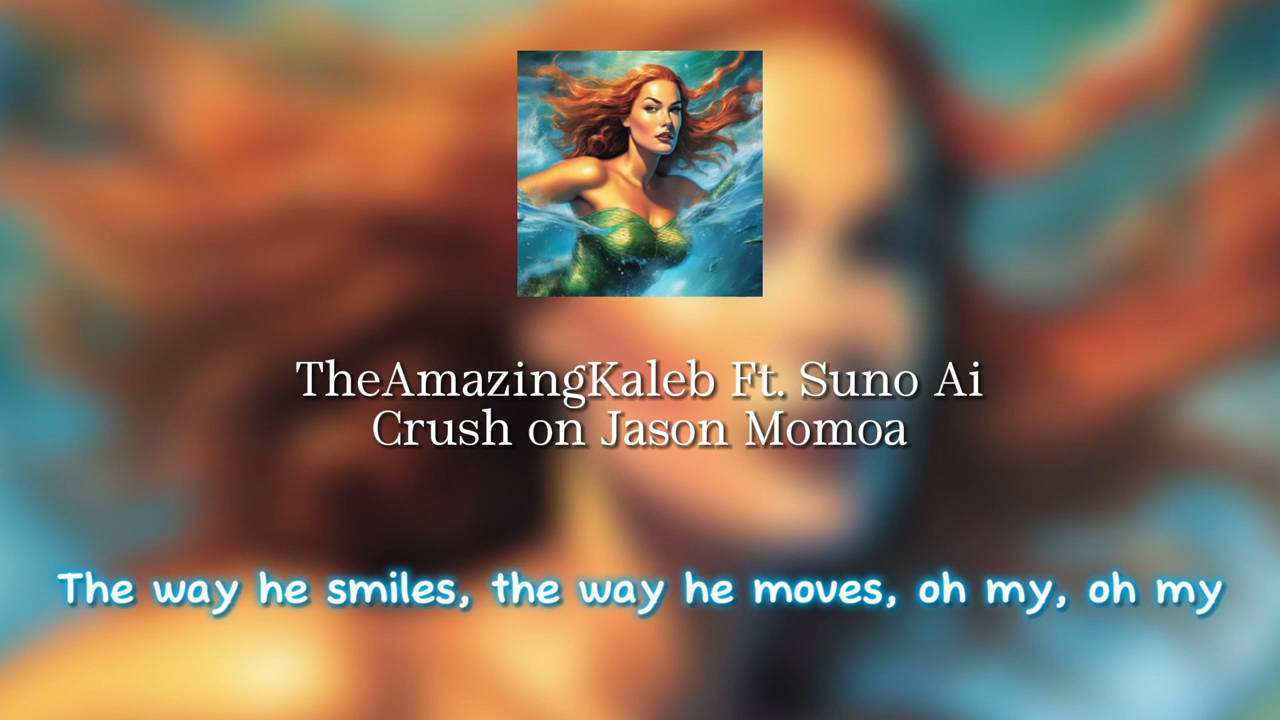 TheAmazingKaleb Ft. Suno Ai
Crush on Jason Momoa
The way he smiles, the way he moves, oh my, oh my